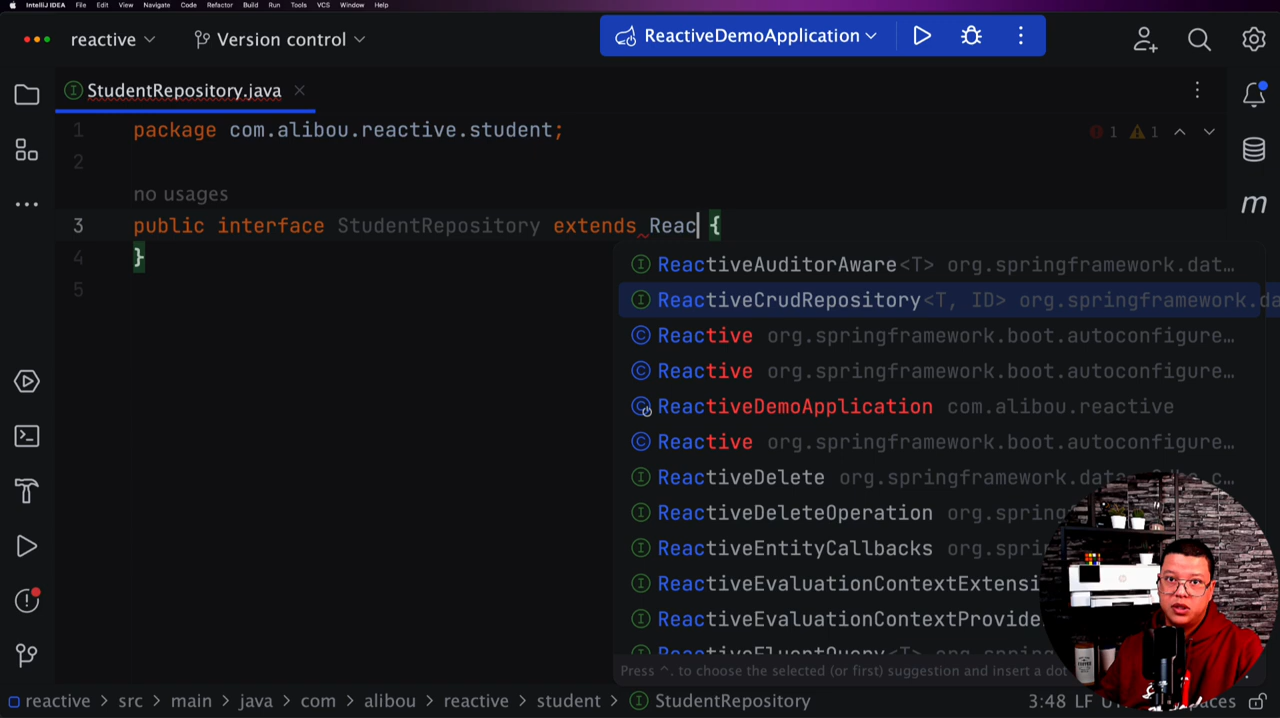 IntelliJ IDEA File Edit View Navigate Code Refactor Build Run Tools VCS Window Help
reactive Version control ReactiveDemoApplication
StudentRepository.java
1 package com.alibou.reactive.student; 1 1
2
no usages
3 public interface StudentRepository extends Reac {
4 }
5
ReactiveAuditorAware<T> org.springframework.dat…
ReactiveCrudRepository<T, ID> org.springframework.da
Reactive org.springframework.boot.autoconfigure…
Reactive org.springframework.boot.autoconfigure…
ReactiveDemoApplication com.alibou.reactive
Reactive org.springframework.boot.autoconfigure…
ReactiveDelete org.springframework.data
ReactiveDeleteOperation org.spring
ReactiveEntityCallbacks org.sprin
ReactiveEvaluationContextExtensi
ReactiveEvaluationContextProvide
ReactiveFluentQuery<T> org.spring
Press ^. to choose the selected (or first) suggestion and insert a dot
reactive > src > main > java > com > alibou > reactive > student > StudentRepository 3:48 LF